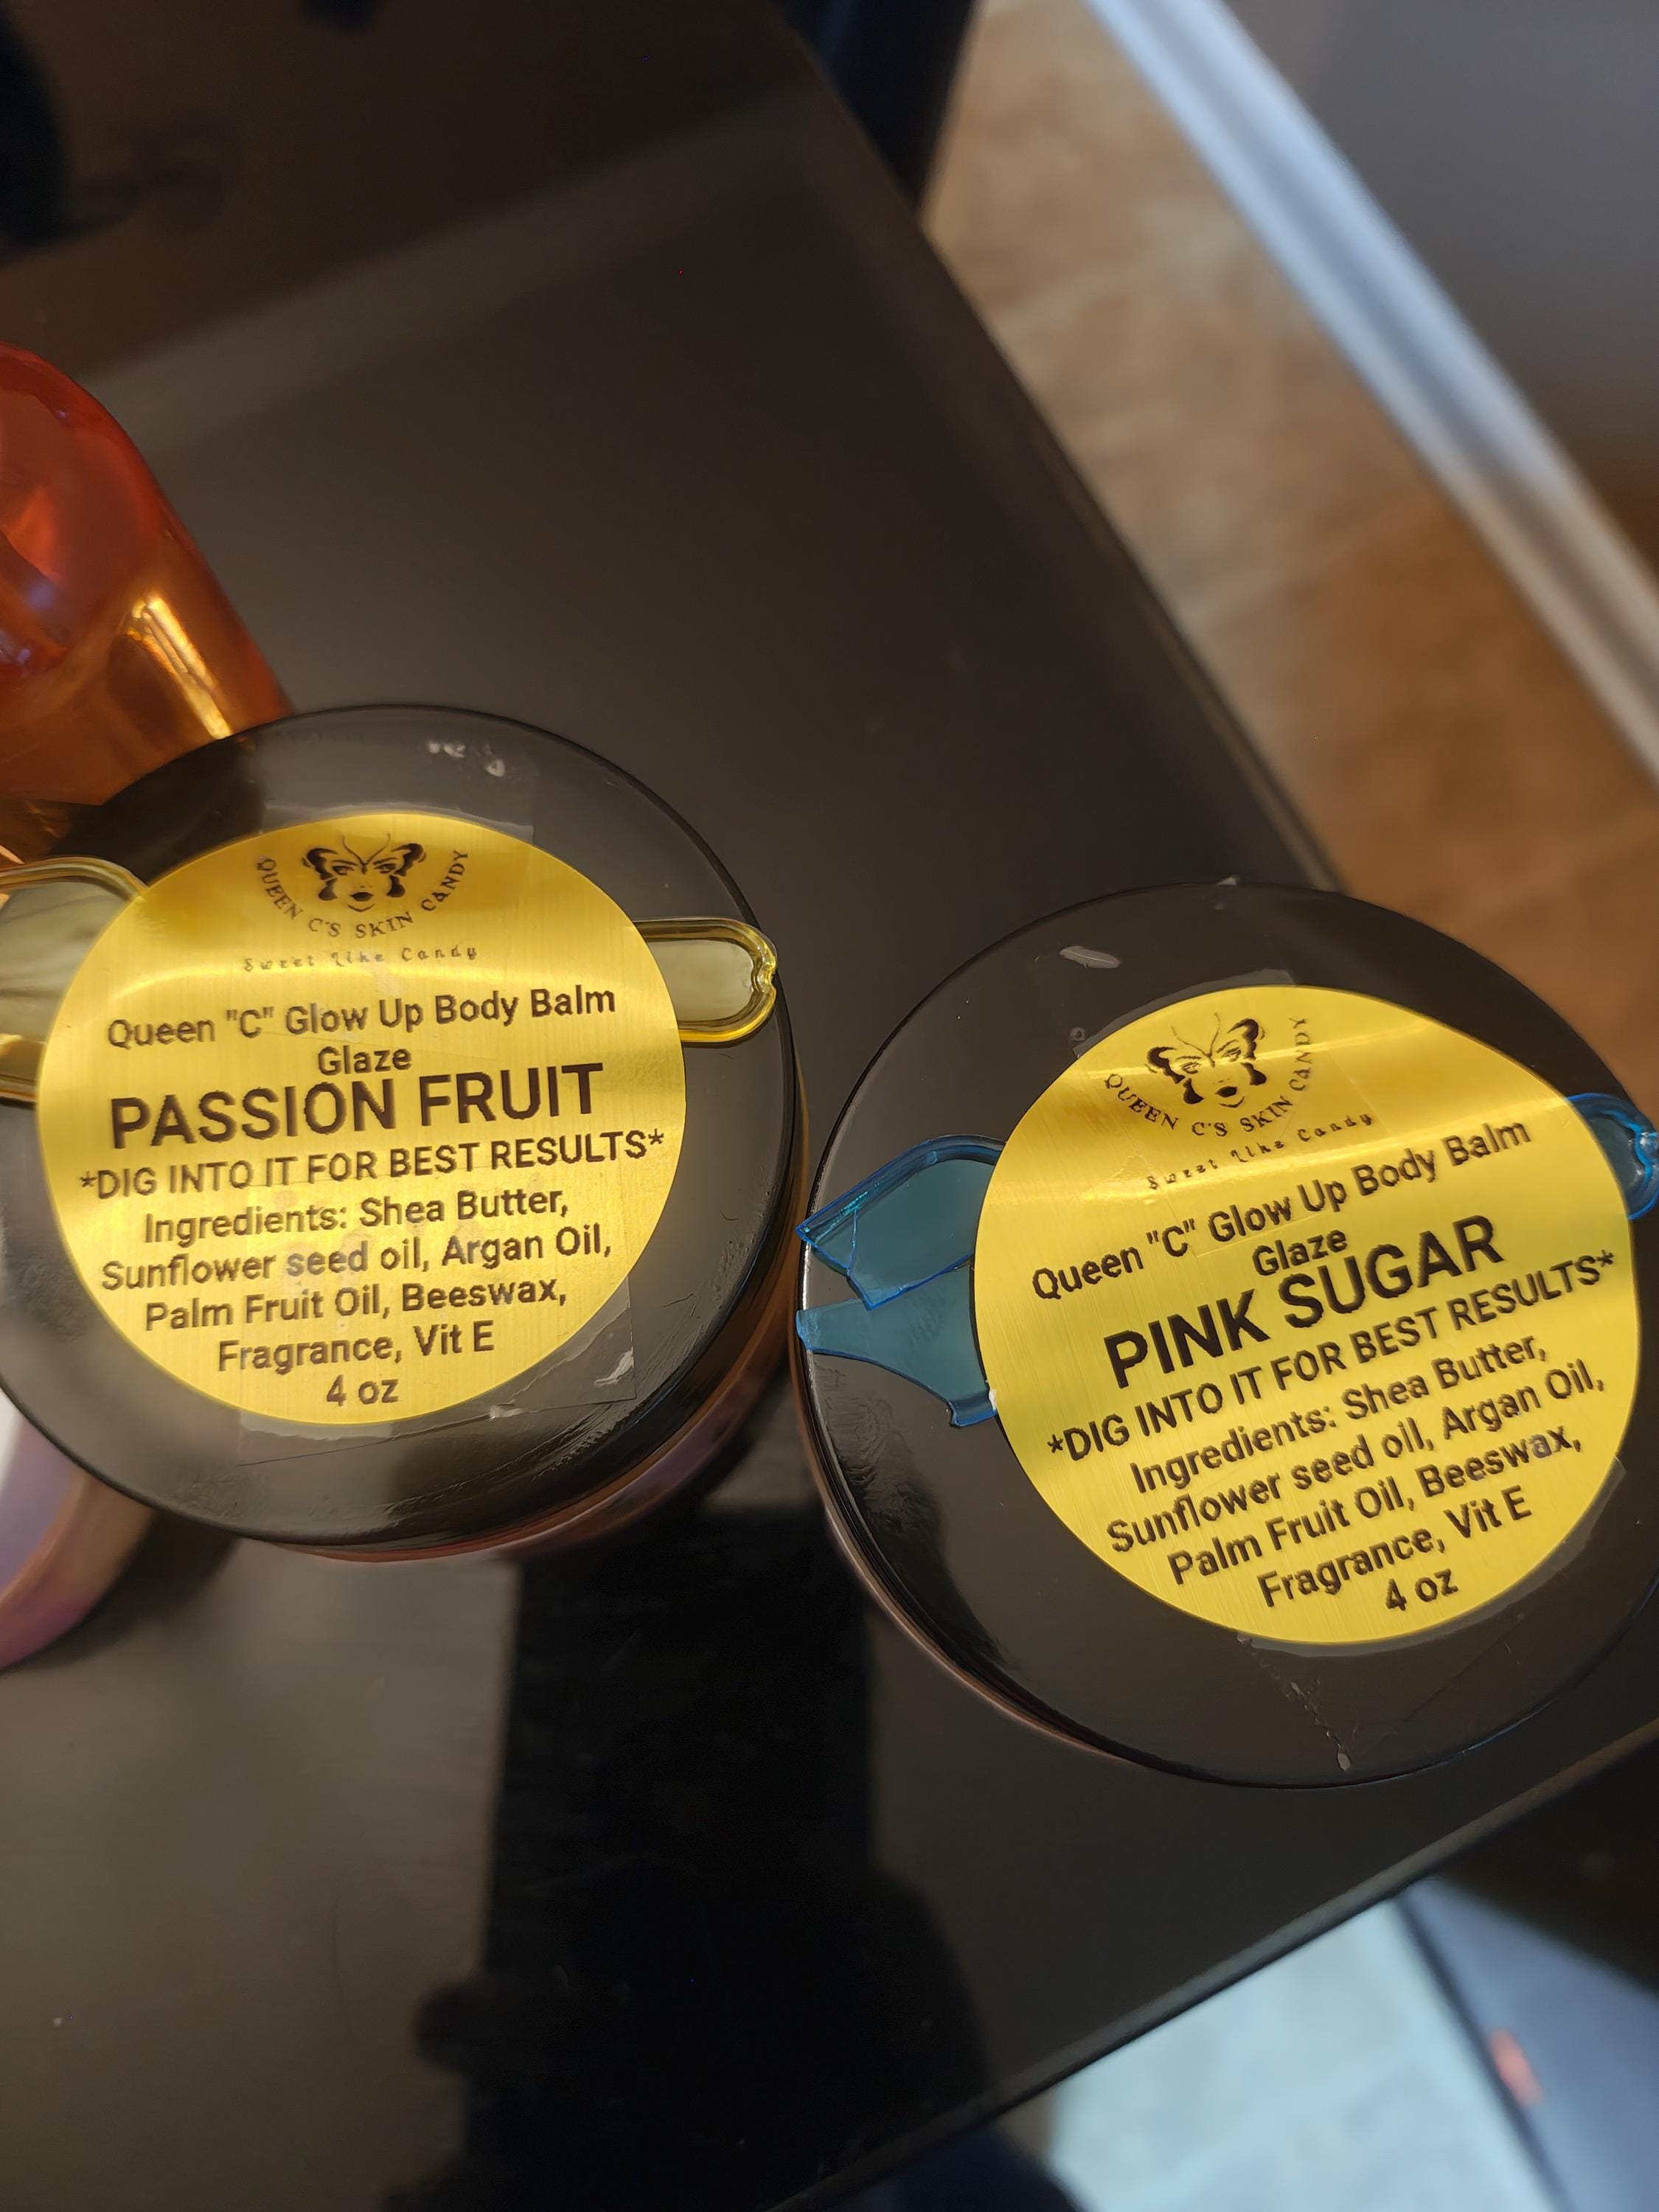 QUEEN C'S SKIN CANDY
Sweet Like Candy
Queen "C" Glow Up Body Balm
Glaze
PASSION FRUIT
*DIG INTO IT FOR BEST RESULTS*
Ingredients: Shea Butter,
Sunflower seed oil, Argan Oil,
Palm Fruit Oil, Beeswax,
Fragrance, Vit E
4 oz
QUEEN C'S SKIN CANDY
Sweet Like Candy
Queen "C" Glow Up Body Balm
Glaze
PINK SUGAR
*DIG INTO IT FOR BEST RESULTS*
Ingredients: Shea Butter,
Sunflower seed oil, Argan Oil,
Palm Fruit Oil, Beeswax,
Fragrance, Vit E
4 oz